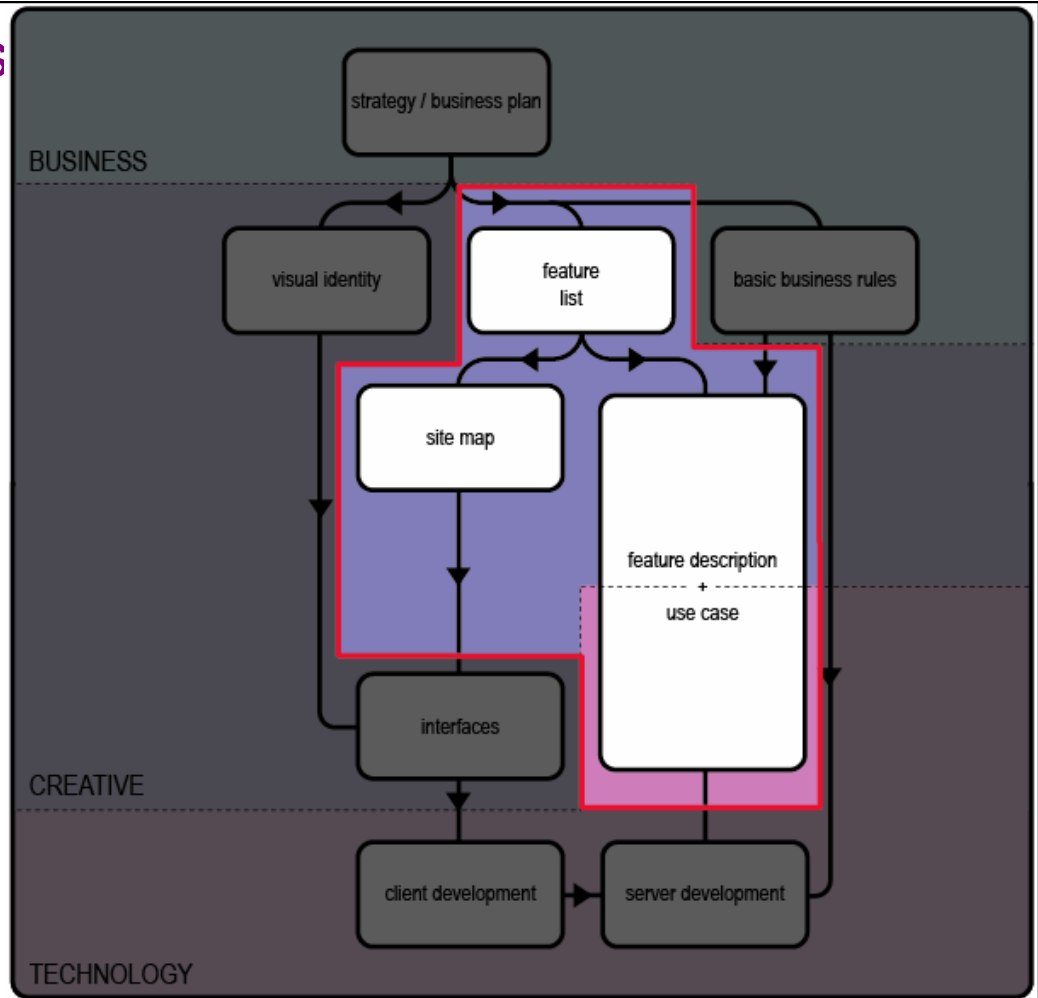 strategy / business plan
BUSINESS
visual identity
feature
list
basic business rules
site map
feature description
+
use case
interfaces
CREATIVE
client development
server development
TECHNOLOGY